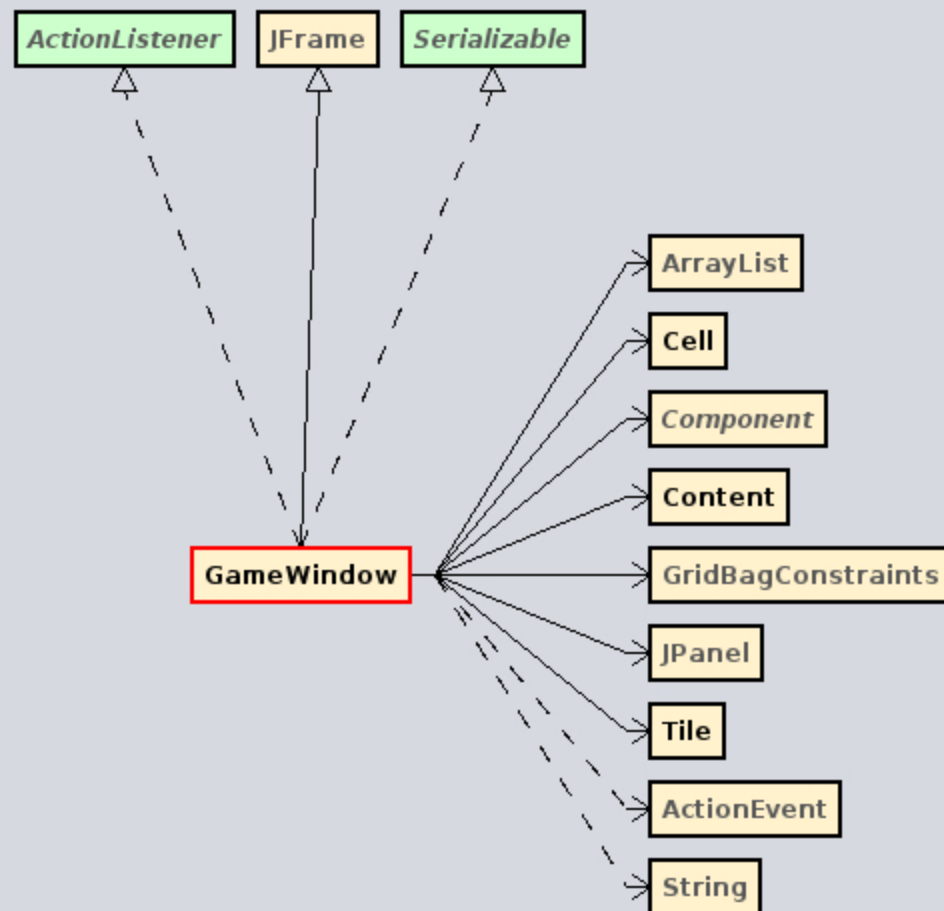 ActionListener
JFrame
Serializable
ArrayList
Cell
Component
Content
GameWindow
GridBagConstraints
JPanel
Tile
ActionEvent
String